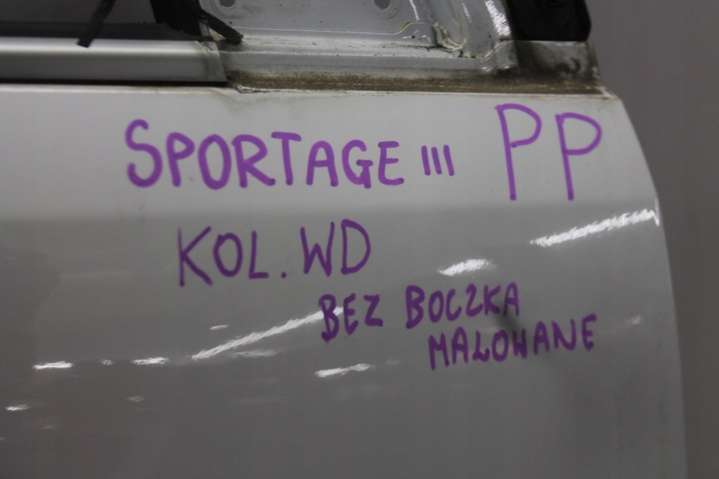 SPORTAGE III PP
KOL. WD
BEZ BOCZKA
MALOWANE